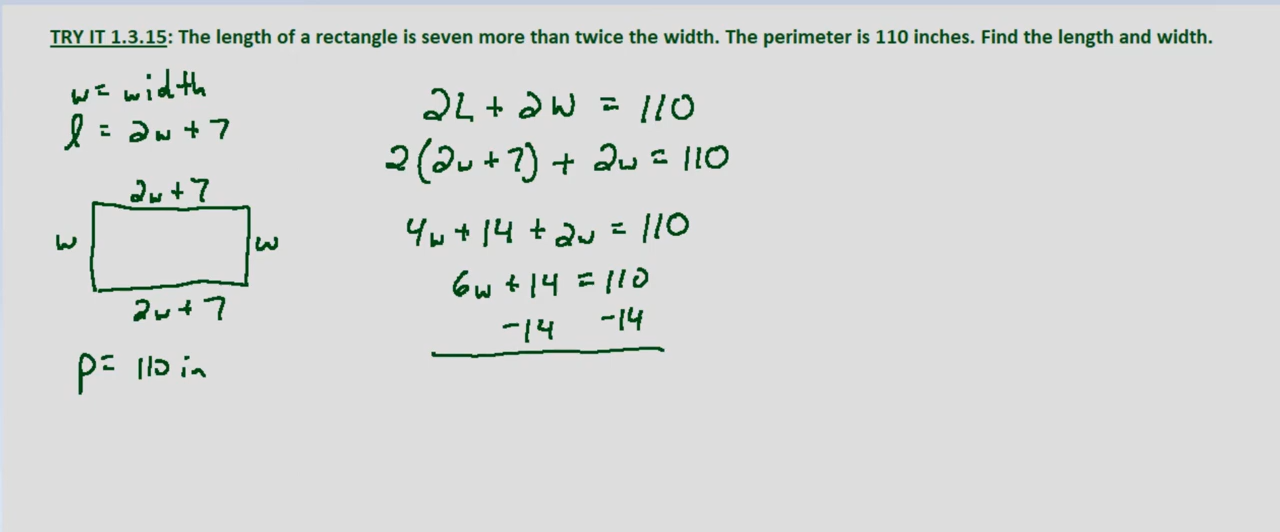 TRY IT 1.3.15: The length of a rectangle is seven more than twice the width. The perimeter is 110 inches. Find the length and width.
w = width
l = 2w + 7
2w + 7
w
w
2w + 7
P = 110 in
2L + 2W = 110
2(2w + 7) + 2w = 110
4w + 14 + 2w = 110
6w + 14 = 110
-14 -14